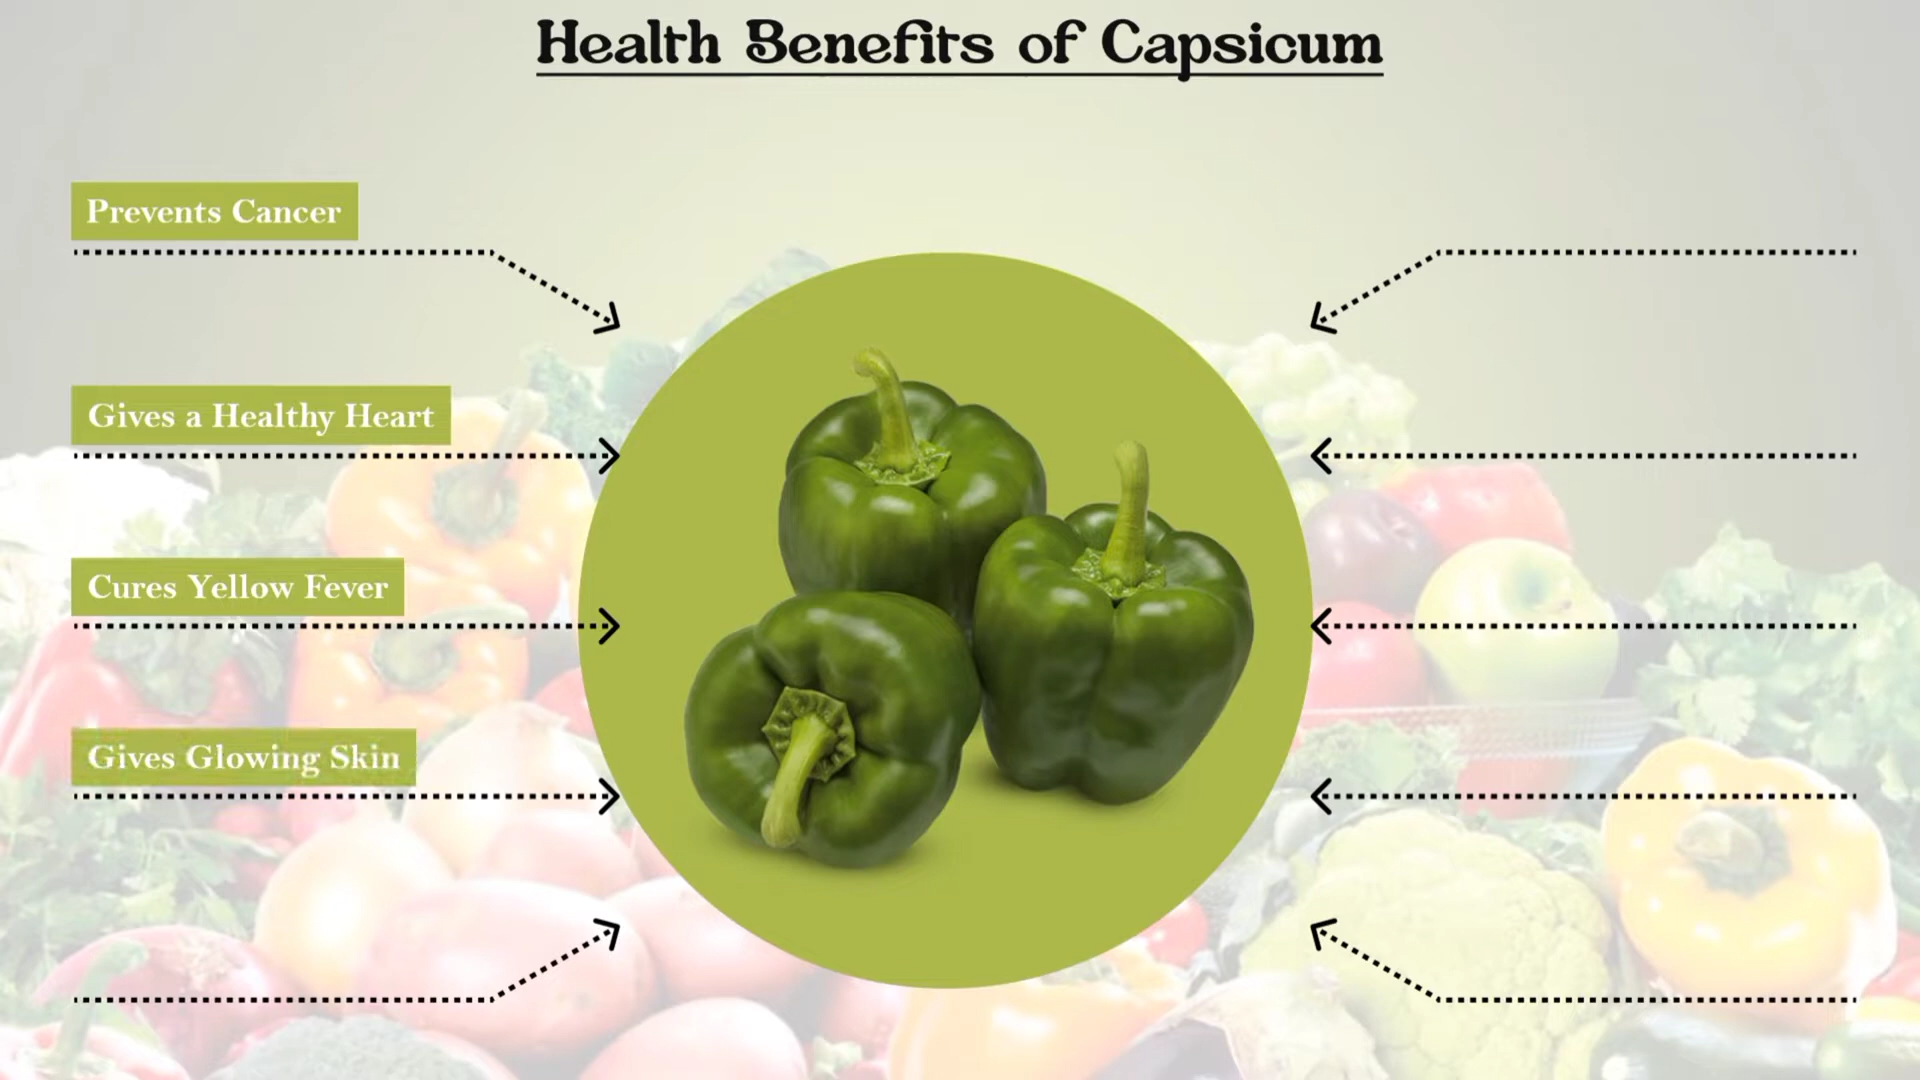 Health Benefits of Capsicum
Prevents Cancer
Gives a Healthy Heart
Cures Yellow Fever
Gives Glowing Skin